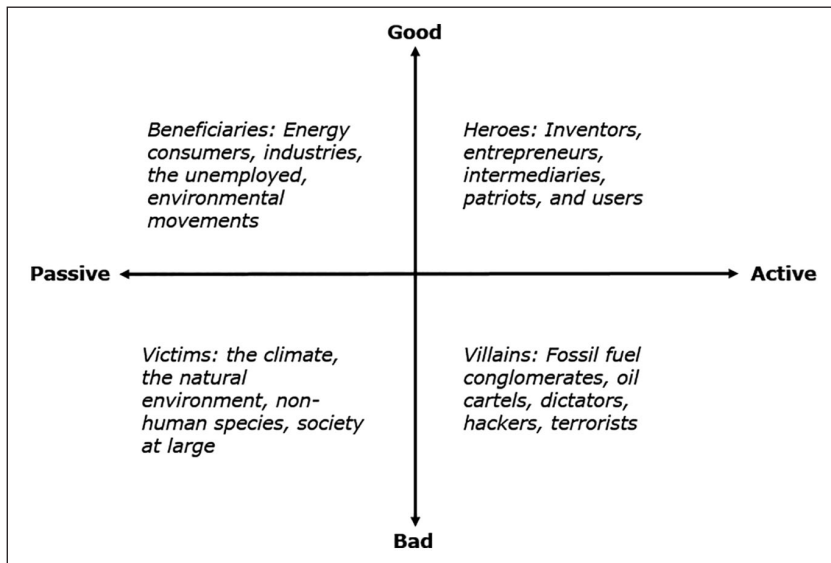 Good
Beneficiaries: Energy
consumers, industries,
the unemployed,
environmental
movements
Heroes: Inventors,
entrepreneurs,
intermediaries,
patriots, and users
Passive
Active
Victims: the climate,
the natural
environment, non-
human species, society
at large
Villains: Fossil fuel
conglomerates, oil
cartels, dictators,
hackers, terrorists
Bad